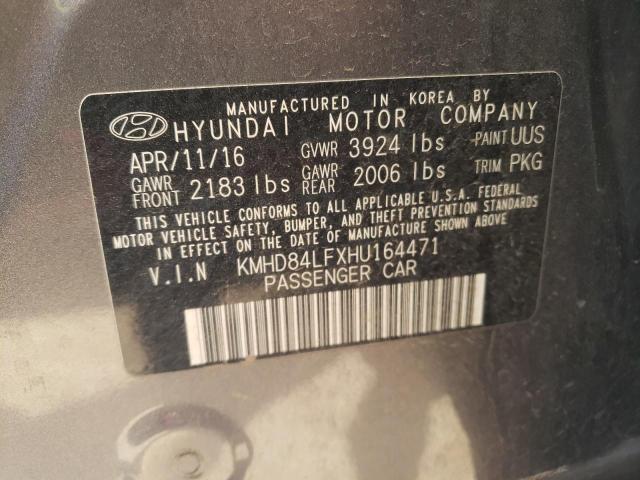 MANUFACTURED IN KOREA BY
HYUNDAI MOTOR COMPANY
APR/11/16 GVWR 3924 lbs PAINT UUS
GAWR FRONT 2183 lbs GAWR REAR 2006 lbs TRIM PKG
THIS VEHICLE CONFORMS TO ALL APPLICABLE U.S.A. FEDERAL
MOTOR VEHICLE SAFETY, BUMPER, AND THEFT PREVENTION STANDARDS
IN EFFECT ON THE DATE OF MANUFACTURE SHOWN ABOVE
V.I.N KMHD84LFXHU164471
PASSENGER CAR